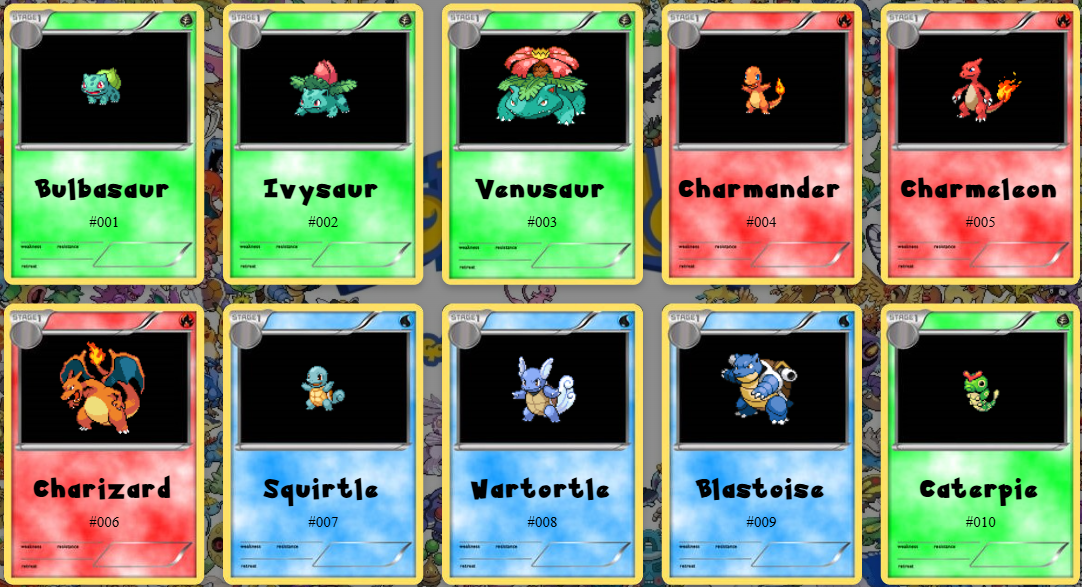 STAGE1
Bulbasaur
#001
weakness resistance
retreat
STAGE1
Ivysaur
#002
weakness resistance
retreat
STAGE1
Venusaur
#003
weakness resistance
retreat
STAGE1
Charmander
#004
weakness resistance
retreat
STAGE1
Charmeleon
#005
weakness resistance
retreat
STAGE1
Charizard
#006
weakness resistance
retreat
STAGE1
Squirtle
#007
weakness resistance
retreat
STAGE1
Wartortle
#008
weakness resistance
retreat
STAGE1
Blastoise
#009
weakness resistance
retreat
STAGE1
Caterpie
#010
weakness resistance
retreat